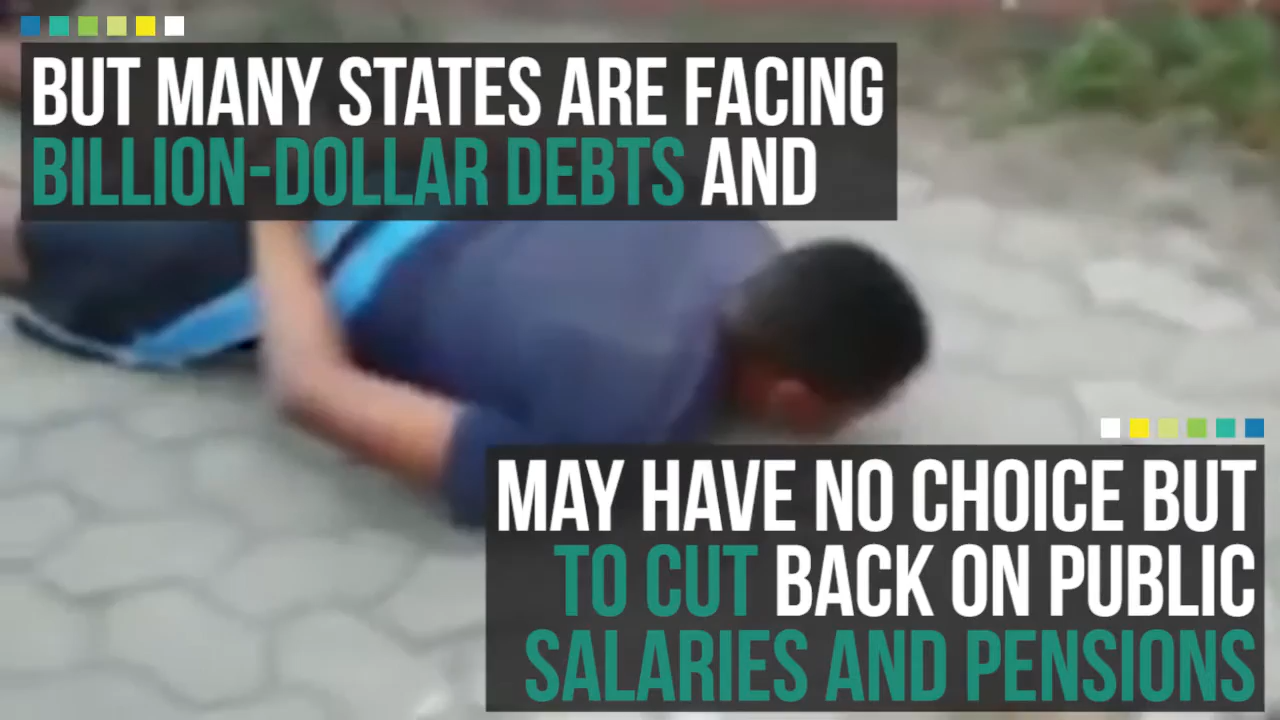 BUT MANY STATES ARE FACING
BILLION-DOLLAR DEBTS AND
MAY HAVE NO CHOICE BUT
TO CUT BACK ON PUBLIC
SALARIES AND PENSIONS